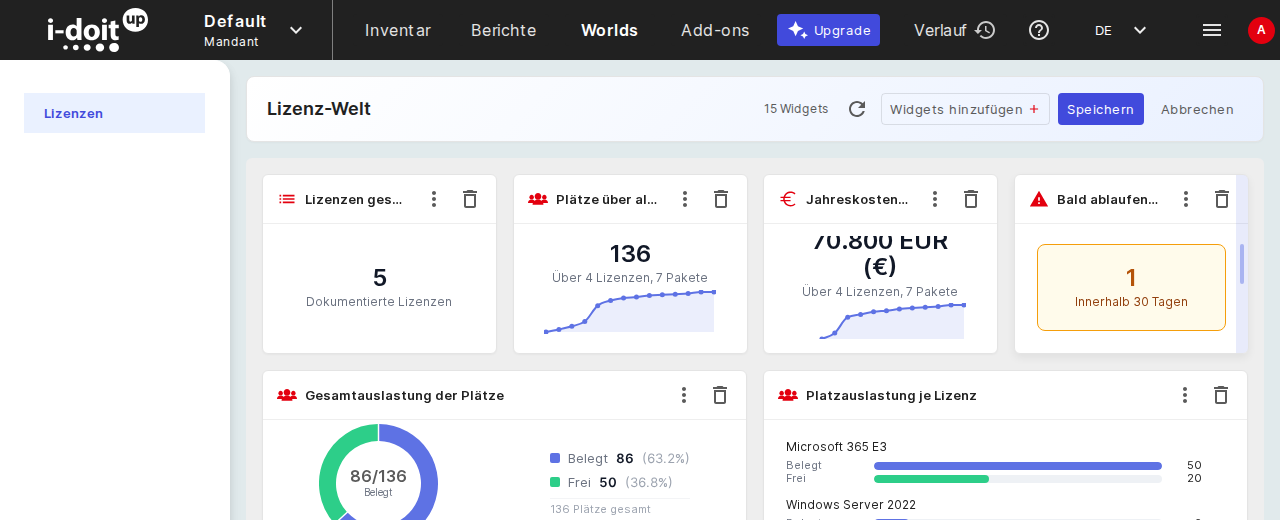 i-doit up
Default
Mandant
Inventar
Berichte
Worlds
Add-ons
Upgrade
Verlauf
DE
A
Lizenzen
Lizenz-Welt
15 Widgets
Widgets hinzufügen +
Speichern
Abbrechen
Lizenzen ges...
Plätze über al...
Jahreskosten...
Bald ablaufen...
5
Dokumentierte Lizenzen
136
Über 4 Lizenzen, 7 Pakete
70.800 EUR
(€)
Über 4 Lizenzen, 7 Pakete
1
Innerhalb 30 Tagen
Gesamtauslastung der Plätze
Platzauslastung je Lizenz
86/136
Belegt
Belegt 86 (63.2%)
Frei 50 (36.8%)
136 Plätze gesamt
Microsoft 365 E3
Belegt 50
Frei 20
Windows Server 2022